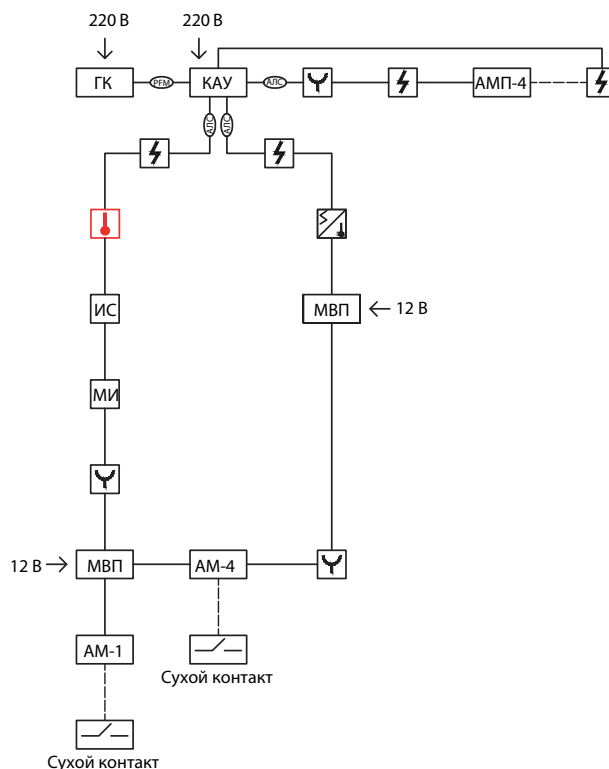 220 В 220 В
ГК PFM КАУ АЛС АМП-4
АЛС АЛС
ИС МВП 12 В
МИ
12 В МВП АМ-4
АМ-1
Сухой контакт
Сухой контакт